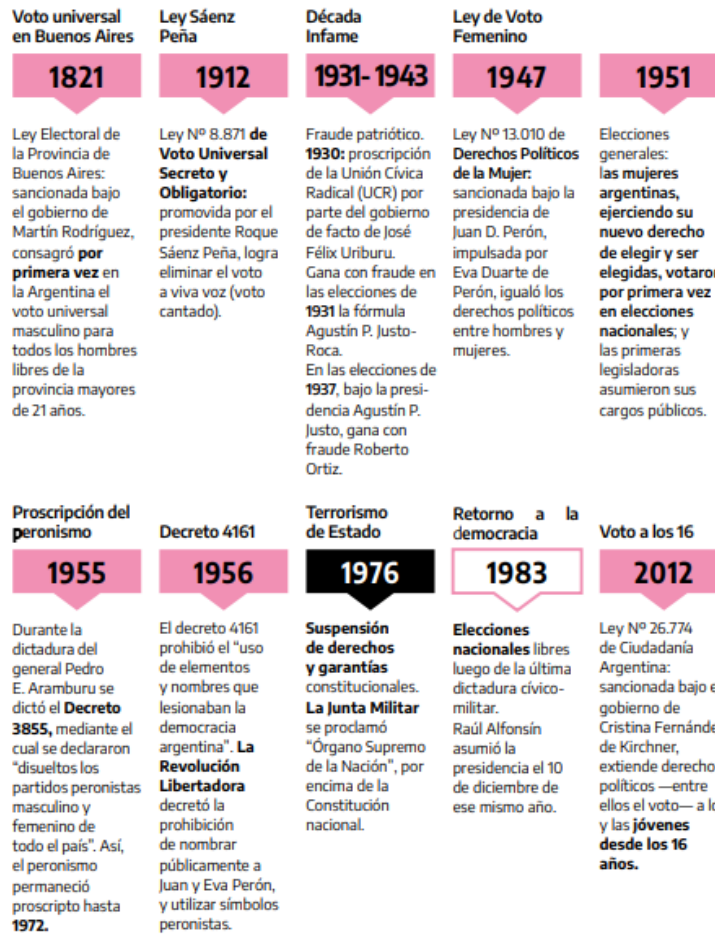 Voto universal
en Buenos Aires
1821
Ley Electoral de
la Provincia de
Buenos Aires:
sancionada bajo
el gobierno de
Martín Rodríguez,
consagró por
primera vez en
la Argentina el
voto universal
masculino para
todos los hombres
libres de la
provincia mayores
de 21 años.
Ley Sáenz
Peña
1912
Ley Nº 8.871 de
Voto Universal
Secreto y
Obligatorio:
promovida por el
presidente Roque
Sáenz Peña, logra
eliminar el voto
a viva voz (voto
cantado).
Década
Infame
1931- 1943
Fraude patriótico.
1930: proscripción
de la Unión Cívica
Radical (UCR) por
parte del gobierno
de facto de José
Félix Uriburu.
Gana con fraude en
las elecciones de
1931 la fórmula
Agustín P. Justo-
Roca.
En las elecciones de
1937, bajo la presi-
dencia Agustín P.
Justo, gana con
fraude Roberto
Ortiz.
Ley de Voto
Femenino
1947
Ley Nº 13.010 de
Derechos Políticos
de la Mujer:
sancionada bajo la
presidencia de
Juan D. Perón,
impulsada por
Eva Duarte de
Perón, igualó los
derechos políticos
entre hombres y
mujeres.
1951
Elecciones
generales:
las mujeres
argentinas,
ejerciendo su
nuevo derecho
de elegir y ser
elegidas, votaron
por primera vez
en elecciones
nacionales; y
las primeras
legisladoras
asumieron sus
cargos públicos.
Proscripción del
peronismo
1955
Durante la
dictadura del
general Pedro
E. Aramburu se
dictó el Decreto
3855, mediante el
cual se declararon
“disueltos los
partidos peronistas
masculino y
femenino de
todo el país”. Así,
el peronismo
permaneció
proscripto hasta
1972.
Decreto 4161
1956
El decreto 4161
prohibió el “uso
de elementos
y nombres que
lesionaban la
democracia
argentina”. La
Revolución
Libertadora
decretó la
prohibición
de nombrar
públicamente a
Juan y Eva Perón,
y utilizar símbolos
peronistas.
Terrorismo
de Estado
1976
Suspensión
de derechos
y garantías
constitucionales.
La Junta Militar
se proclamó
“Órgano Supremo
de la Nación”, por
encima de la
Constitución
nacional.
Retorno a la
democracia
1983
Elecciones
nacionales libres
luego de la última
dictadura cívico-
militar.
Raúl Alfonsín
asumió la
presidencia el 10
de diciembre de
ese mismo año.
Voto a los 16
2012
Ley Nº 26.774
de Ciudadanía
Argentina:
sancionada bajo e
gobierno de
Cristina Fernánde
de Kirchner,
extiende derecho
políticos —entre
ellos el voto— a lo
y las jóvenes
desde los 16
años.